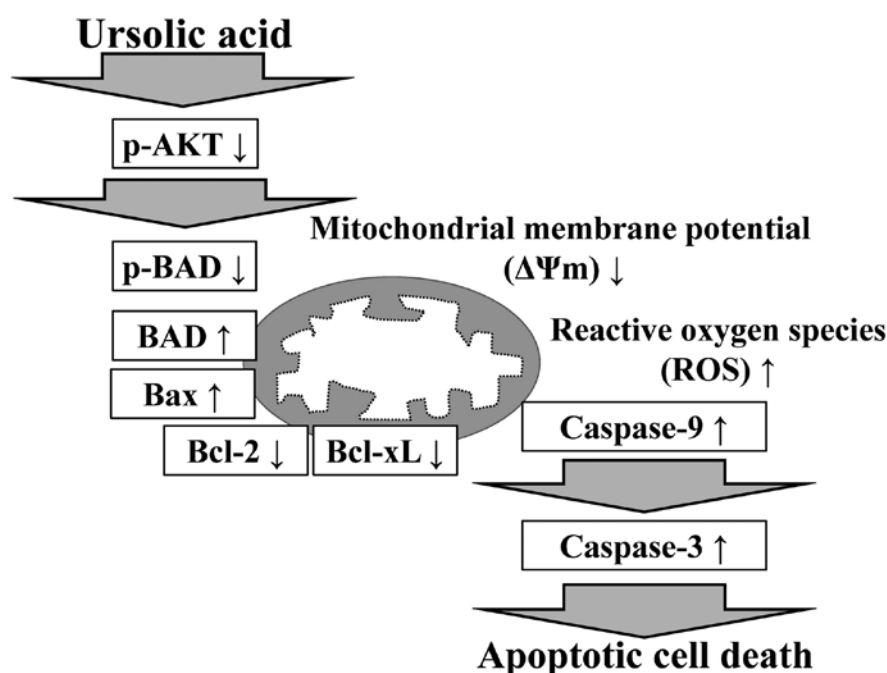 Ursolic acid
p-AKT ↓
p-BAD ↓
Mitochondrial membrane potential
(ΔΨm) ↓
BAD ↑
Bax ↑
Bcl-2 ↓
Bcl-xL ↓
Reactive oxygen species
(ROS) ↑
Caspase-9 ↑
Caspase-3 ↑
Apoptotic cell death